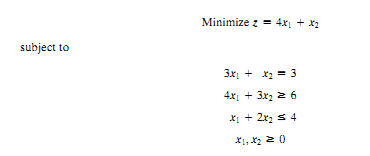 Minimize z = 4x₁ + x₂
subject to
3x₁ + x₂ = 3
4x₁ + 3x₂ ≥ 6
x₁ + 2x₂ ≤ 4
x₁, x₂ ≥ 0